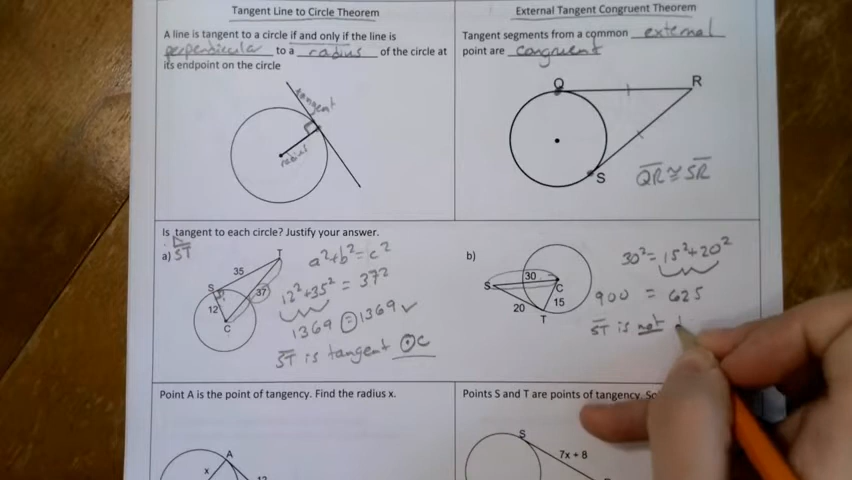 Tangent Line to Circle Theorem
A line is tangent to a circle if and only if the line is
perpendicular to a radius of the circle at
its endpoint on the circle
tangent
radius
External Tangent Congruent Theorem
Tangent segments from a common external
point are congruent
Q
R
S
QR ≅ SR
Is tangent to each circle? Justify your answer.
ST
a)
T
35
S
37
12
C
a²+b²=c²
12²+35² = 37²
1369 = 1369 ✓
ST is tangent ⊙C
b)
30
S
C
15
20
T
30² = 15²+20²
900 = 625
ST is not
Point A is the point of tangency. Find the radius x.
A
x
12
Points S and T are points of tangency. So
S
7x + 8